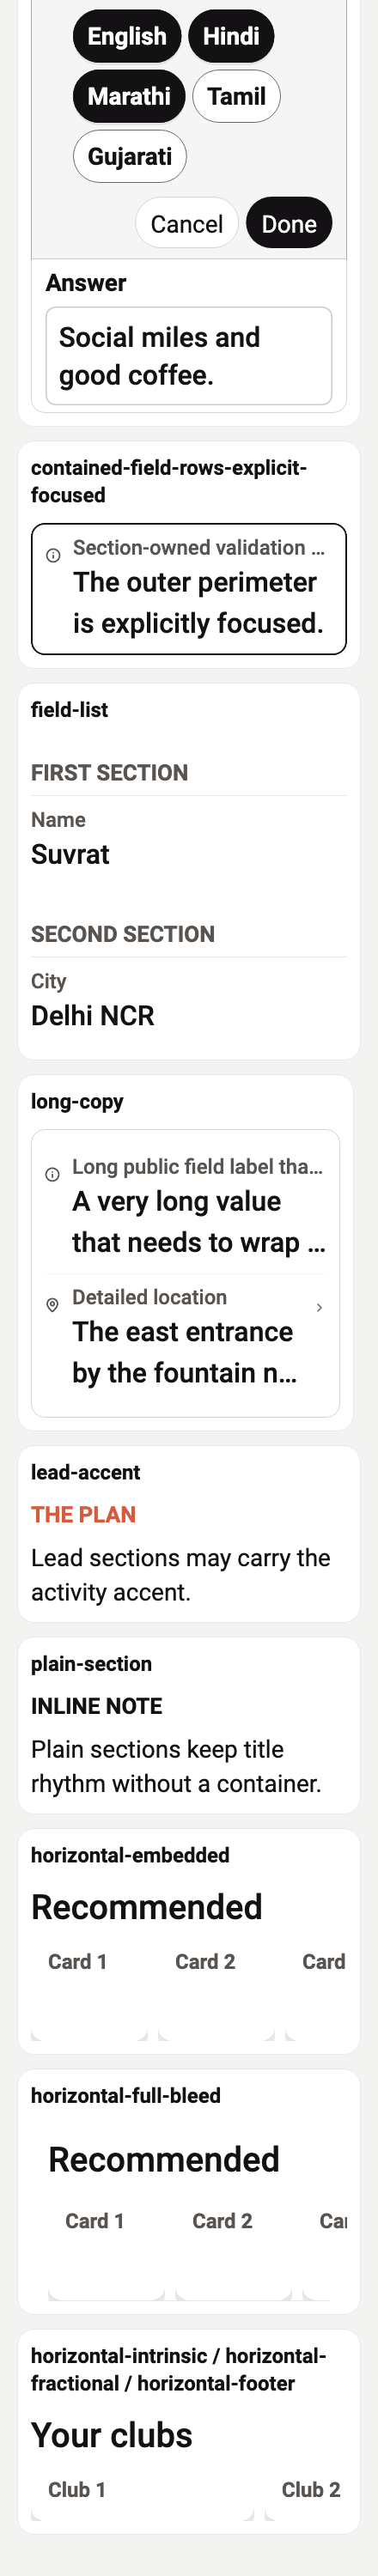 English Hindi
Marathi Tamil
Gujarati
Cancel Done
Answer
Social miles and
good coffee.
contained-field-rows-explicit-
focused
Section-owned validation ...
The outer perimeter
is explicitly focused.
field-list
FIRST SECTION
Name
Suvrat
SECOND SECTION
City
Delhi NCR
long-copy
Long public field label tha...
A very long value
that needs to wrap ...
Detailed location
The east entrance
by the fountain n...
lead-accent
THE PLAN
Lead sections may carry the
activity accent.
plain-section
INLINE NOTE
Plain sections keep title
rhythm without a container.
horizontal-embedded
Recommended
Card 1 Card 2 Card
horizontal-full-bleed
Recommended
Card 1 Card 2 Car
horizontal-intrinsic / horizontal-
fractional / horizontal-footer
Your clubs
Club 1 Club 2